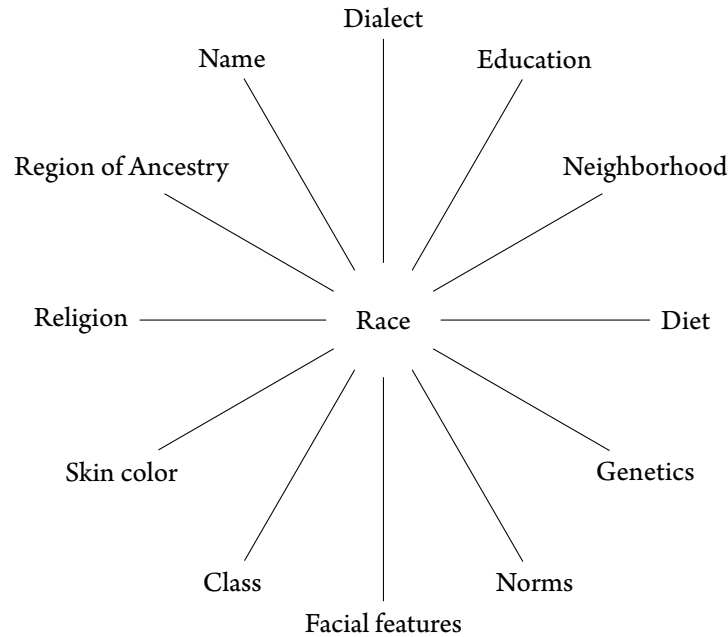 Dialect
Name
Education
Region of Ancestry
Neighborhood
Religion
Race
Diet
Skin color
Genetics
Class
Norms
Facial features